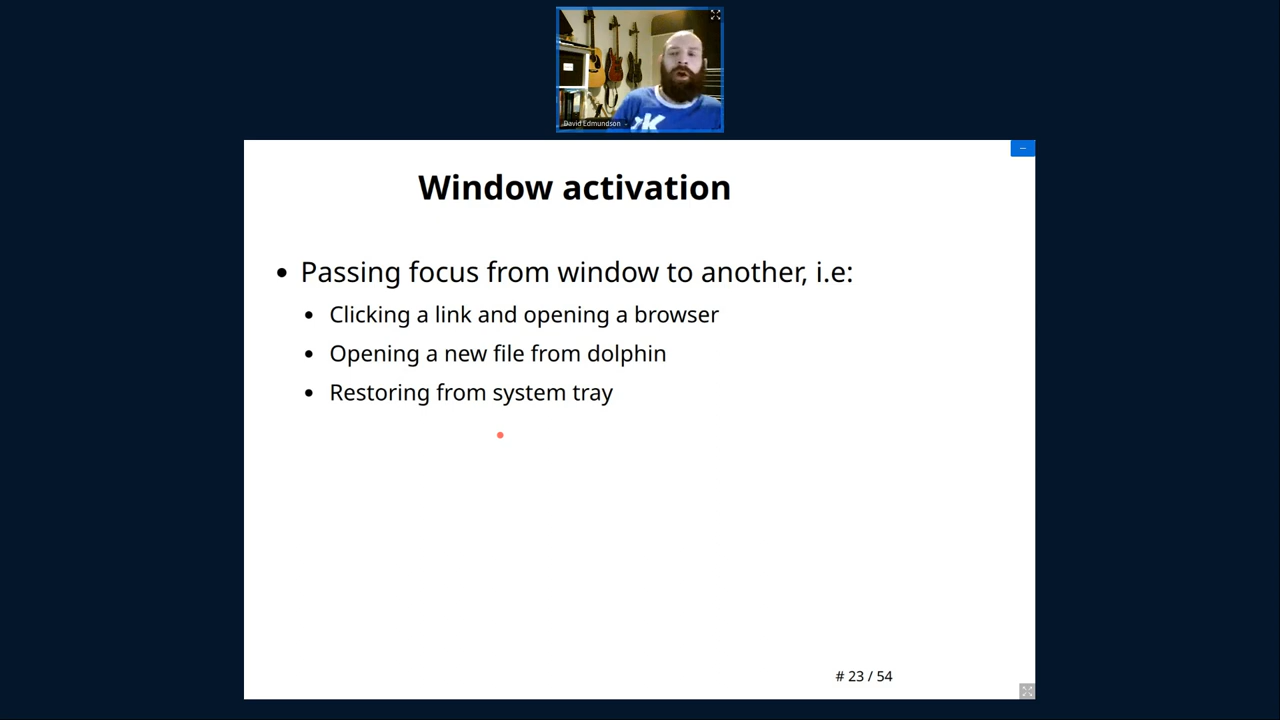 David Edmundson
Window activation
Passing focus from window to another, i.e:
Clicking a link and opening a browser
Opening a new file from dolphin
Restoring from system tray
# 23 / 54